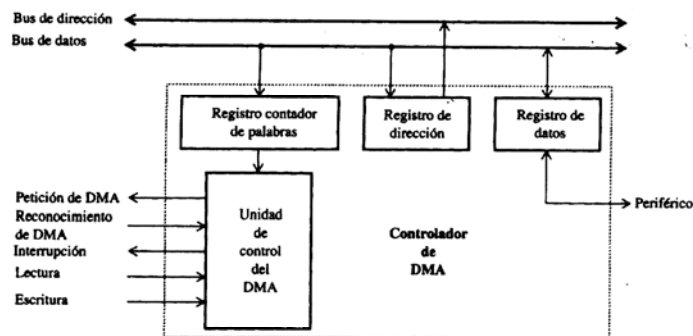 Bus de dirección
Bus de datos
Registro contador
de palabras
Registro de
dirección
Registro de
datos
Petición de DMA
Reconocimiento
de DMA
Interrupción
Lectura
Escritura
Unidad
de
control
del
DMA
Controlador
de
DMA
Periférico